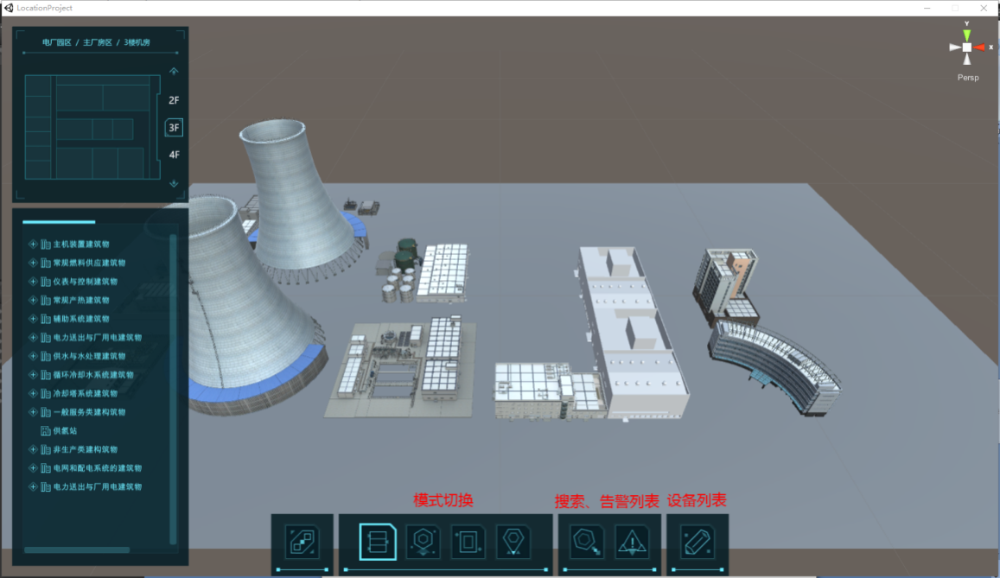 LocationProject
电厂园区 / 主厂房区 / 3楼机房
2F
3F
4F
Y
X
Persp
主机装置建筑物
常规燃料供应建筑物
仪表与控制建筑物
常规产热建筑物
辅助系统建筑物
电力送出与厂用电建筑物
供水与水处理建筑物
循环冷却水系统建筑物
冷却塔系统建筑物
一般服务类建构筑物
供氢站
非生产类建构筑物
电网和配电系统的建筑物
电力送出与厂用电建筑物
模式切换
搜索、告警列表
设备列表